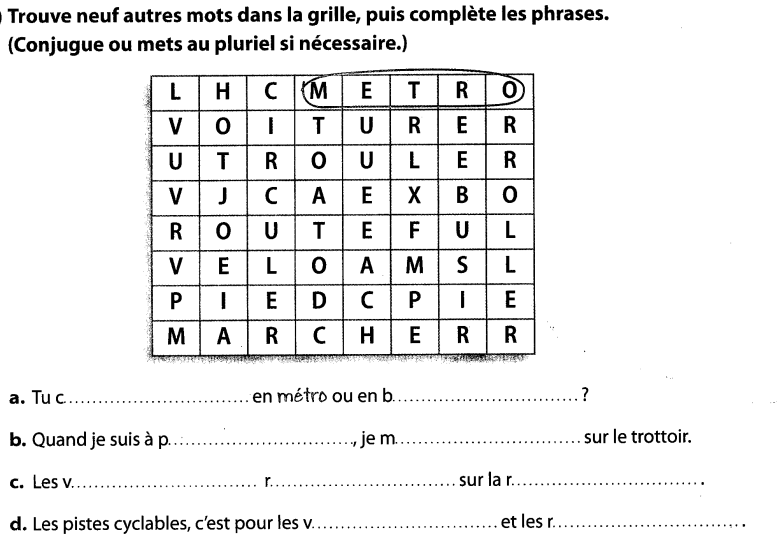 ) Trouve neuf autres mots dans la grille, puis complète les phrases.
(Conjugue ou mets au pluriel si nécessaire.)
L H C M E T R O
V O I T U R E R
U T R O U L E R
V J C A E X B O
R O U T E F U L
V E L O A M S L
P I E D C P I E
M A R C H E R R
a. Tu c.............................. en métro ou en b.............................. ?
b. Quand je suis à p.............................., je m.............................. sur le trottoir.
c. Les v.............................. r.............................. sur la r.............................. .
d. Les pistes cyclables, c'est pour les v.............................. et les r.............................. .